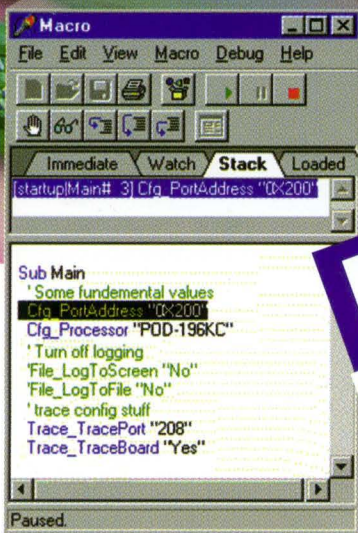 Macro
File Edit View Macro Debug Help
Immediate Watch Stack Loaded
[startup|Main# 3] Cfg_PortAddress "0X200"
Sub Main
' Some fundemental values
Cfg_PortAddress "0X200"
Cfg_Processor "POD-196KC"
' Turn off logging
'File_LogToScreen "No"
'File_LogToFile "No"
' trace config stuff
Trace_TracePort "208"
Trace_TraceBoard "Yes"
Paused.